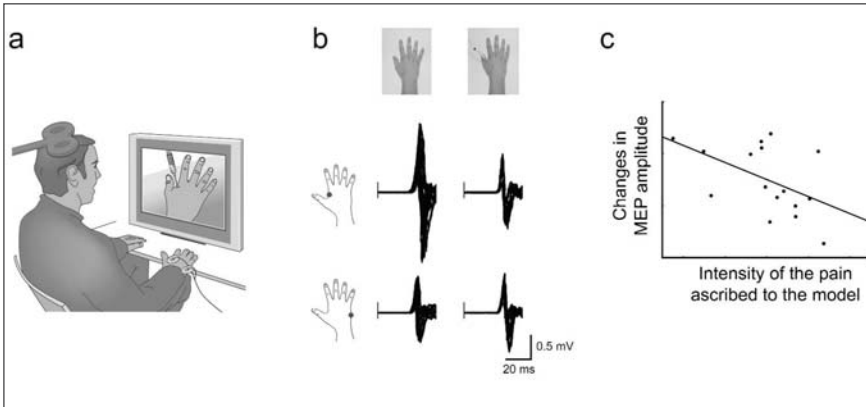 a
b
c
0.5 mV
20 ms
Changes in
MEP amplitude
Intensity of the pain
ascribed to the model